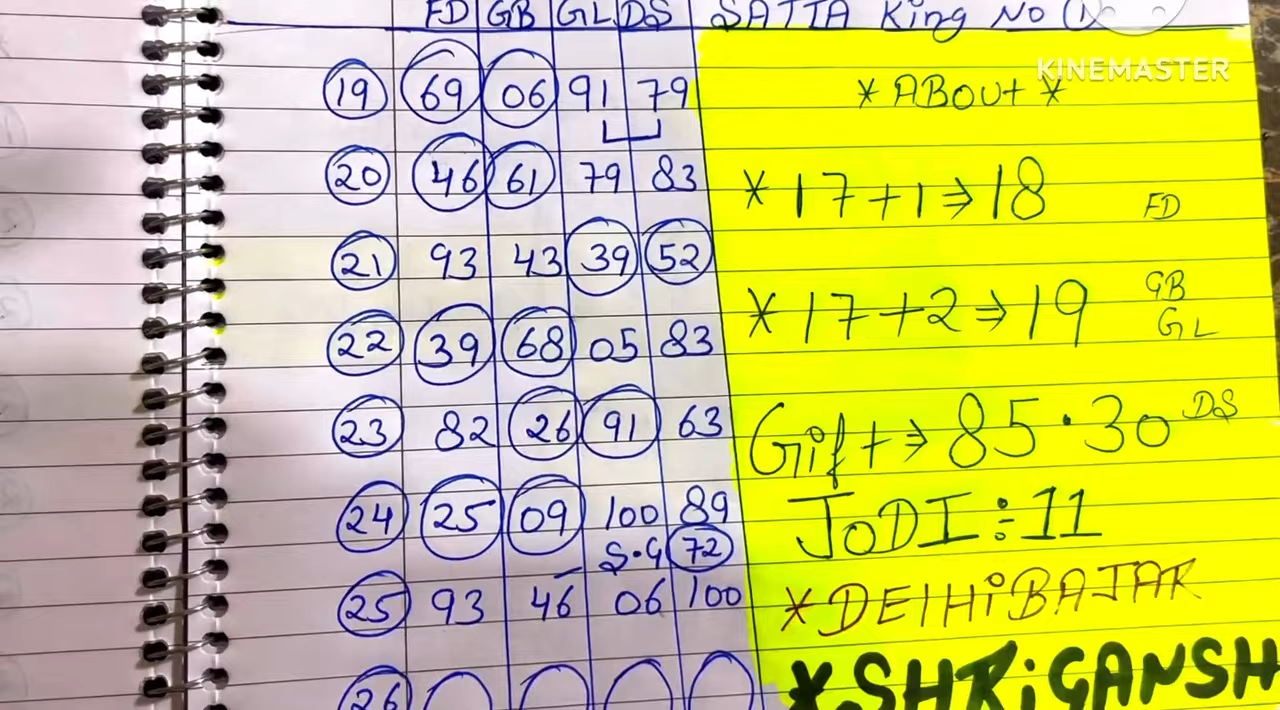 FD GB GL DS SATTA King No (1
KINEMASTER
19 69 06 91 79
* ABOUt *
20 46 61 79 83
* 17+1⇒18 FD
21 93 43 39 52
* 17+2⇒19 GB
GL
22 39 68 05 83
23 82 26 91 63
Gift⇒85·30 DS
24 25 09 100 89
JODI÷11
S·G 72
25 93 46 06 100
*DElHiBAJAR
26
*SHRiGANSH